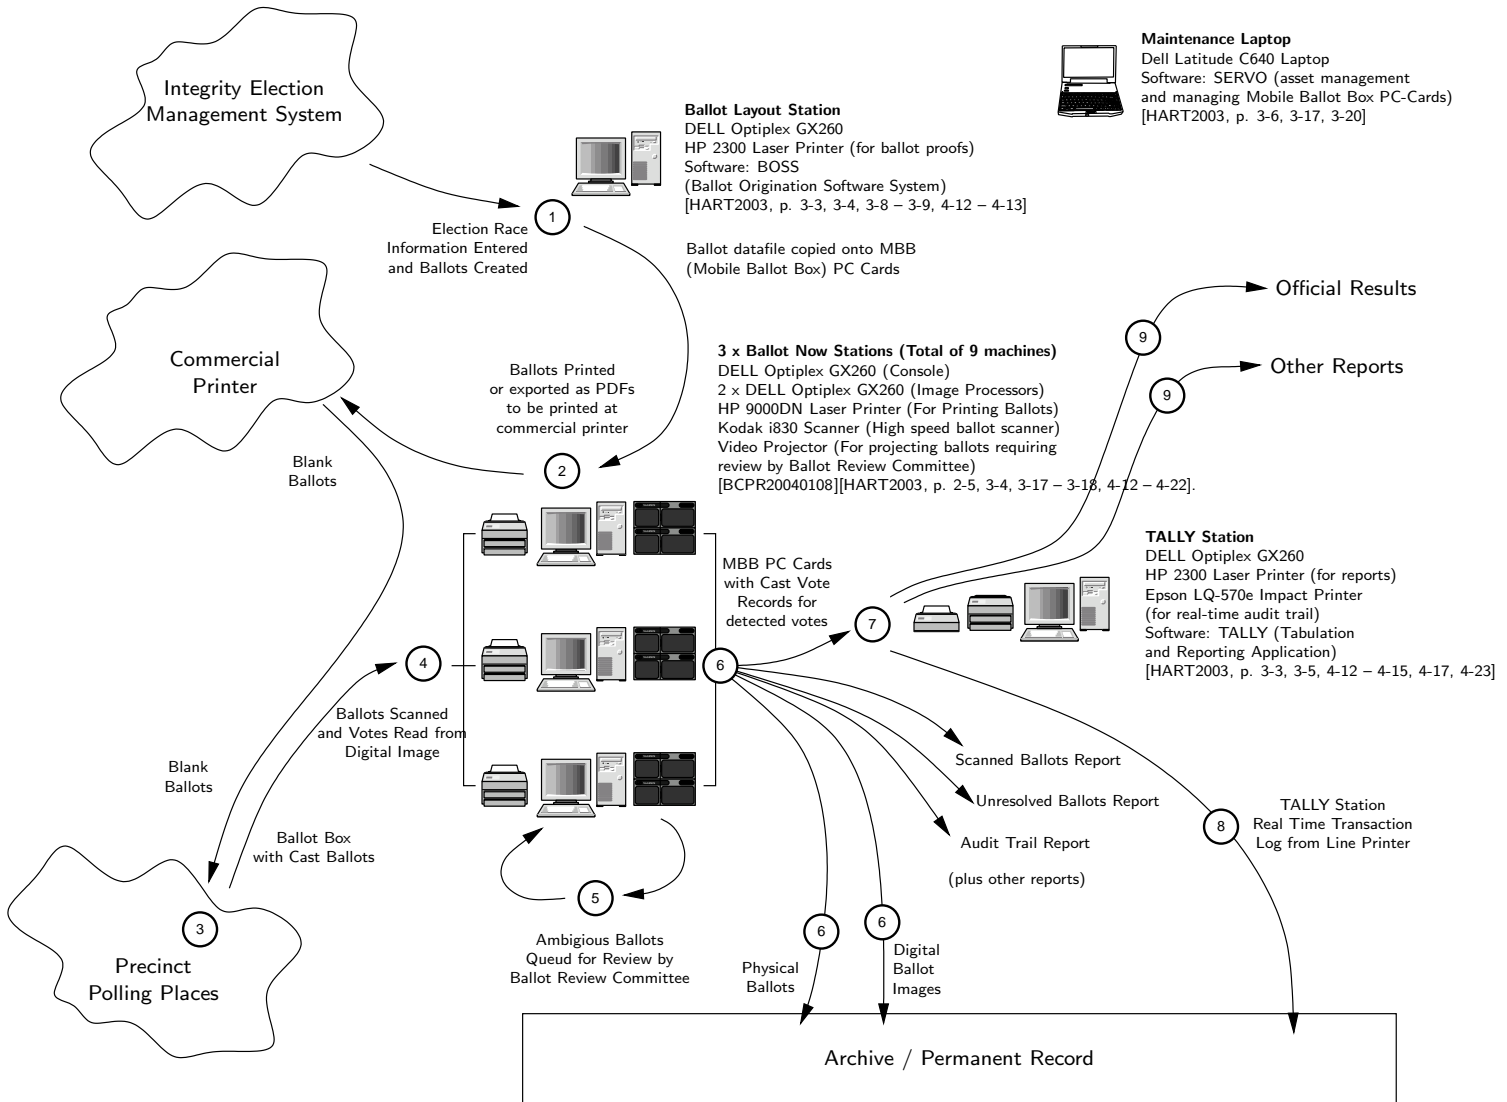 Integrity Election
Management System
Maintenance Laptop
Dell Latitude C640 Laptop
Software: SERVO (asset management
and managing Mobile Ballot Box PC-Cards)
[HART2003, p. 3-6, 3-17, 3-20]
Ballot Layout Station
DELL Optiplex GX260
HP 2300 Laser Printer (for ballot proofs)
Software: BOSS
(Ballot Origination Software System)
[HART2003, p. 3-3, 3-4, 3-8 – 3-9, 4-12 – 4-13]
1
Election Race
Information Entered
and Ballots Created
Ballot datafile copied onto MBB
(Mobile Ballot Box) PC Cards
Official Results
9
Other Reports
9
Commercial
Printer
Ballots Printed
or exported as PDFs
to be printed at
commercial printer
3 x Ballot Now Stations (Total of 9 machines)
DELL Optiplex GX260 (Console)
2 x DELL Optiplex GX260 (Image Processors)
HP 9000DN Laser Printer (For Printing Ballots)
Kodak i830 Scanner (High speed ballot scanner)
Video Projector (For projecting ballots requiring
review by Ballot Review Committee)
[BCPR20040108][HART2003, p. 2-5, 3-4, 3-17 – 3-18, 4-12 – 4-22].
Blank
Ballots
2
MBB PC Cards
with Cast Vote
Records for
detected votes
7
TALLY Station
DELL Optiplex GX260
HP 2300 Laser Printer (for reports)
Epson LQ-570e Impact Printer
(for real-time audit trail)
Software: TALLY (Tabulation
and Reporting Application)
[HART2003, p. 3-3, 3-5, 4-12 – 4-15, 4-17, 4-23]
4
6
Ballots Scanned
and Votes Read from
Digital Image
Scanned Ballots Report
Unresolved Ballots Report
Audit Trail Report
(plus other reports)
Blank
Ballots
Ballot Box
with Cast Ballots
8
TALLY Station
Real Time Transaction
Log from Line Printer
5
3
Precinct
Polling Places
Ambigious Ballots
Queud for Review by
Ballot Review Committee
6
6
Physical
Ballots
Digital
Ballot
Images
Archive / Permanent Record